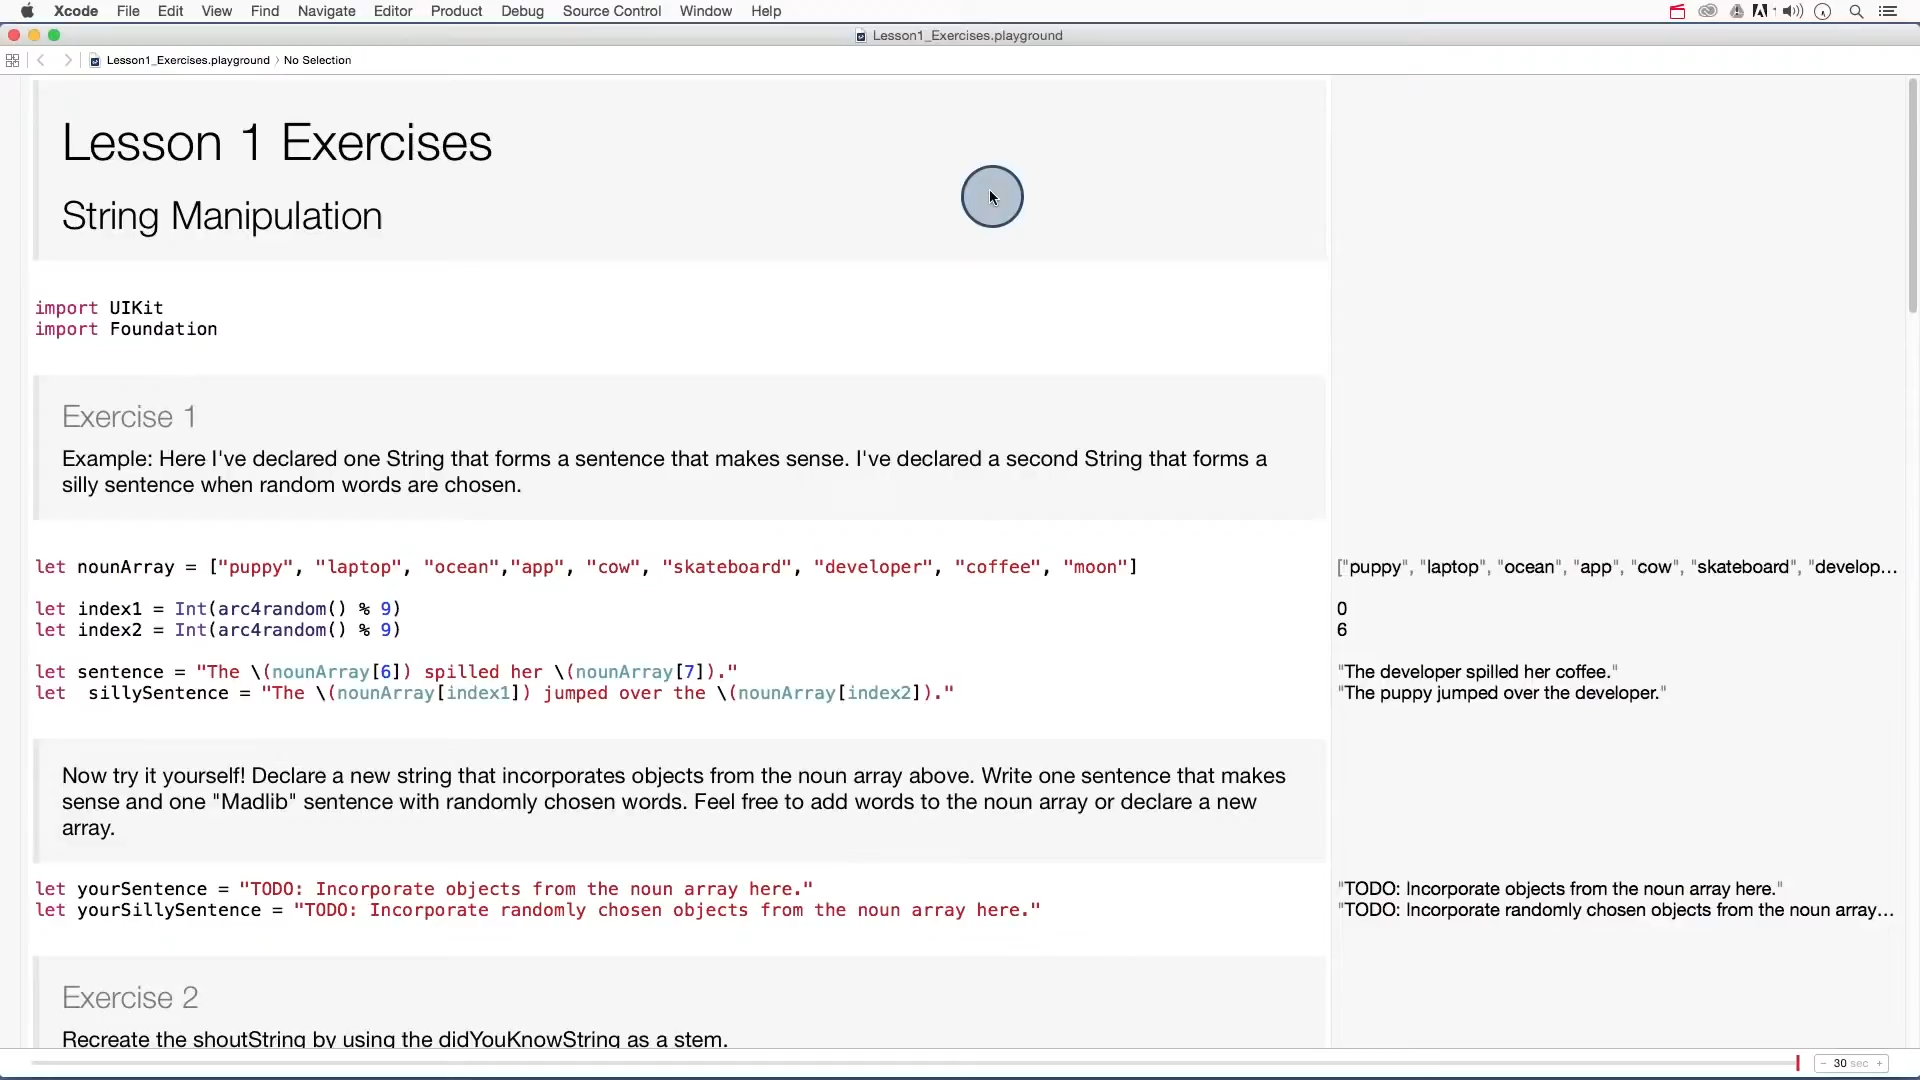 Xcode File Edit View Find Navigate Editor Product Debug Source Control Window Help
Lesson1_Exercises.playground
Lesson1_Exercises.playground No Selection
Lesson 1 Exercises
String Manipulation
import UIKit
import Foundation
Exercise 1
Example: Here I've declared one String that forms a sentence that makes sense. I've declared a second String that forms a
silly sentence when random words are chosen.
let nounArray = ["puppy", "laptop", "ocean","app", "cow", "skateboard", "developer", "coffee", "moon"]
["puppy", "laptop", "ocean", "app", "cow", "skateboard", "develop...
let index1 = Int(arc4random() % 9)
0
let index2 = Int(arc4random() % 9)
6
let sentence = "The \(nounArray[6]) spilled her \(nounArray[7])."
"The developer spilled her coffee."
let  sillySentence = "The \(nounArray[index1]) jumped over the \(nounArray[index2])."
"The puppy jumped over the developer."
Now try it yourself! Declare a new string that incorporates objects from the noun array above. Write one sentence that makes
sense and one "Madlib" sentence with randomly chosen words. Feel free to add words to the noun array or declare a new
array.
let yourSentence = "TODO: Incorporate objects from the noun array here."
"TODO: Incorporate objects from the noun array here."
let yourSillySentence = "TODO: Incorporate randomly chosen objects from the noun array here."
"TODO: Incorporate randomly chosen objects from the noun array...
Exercise 2
Recreate the shoutString by using the didYouKnowString as a stem.
- 30 sec +